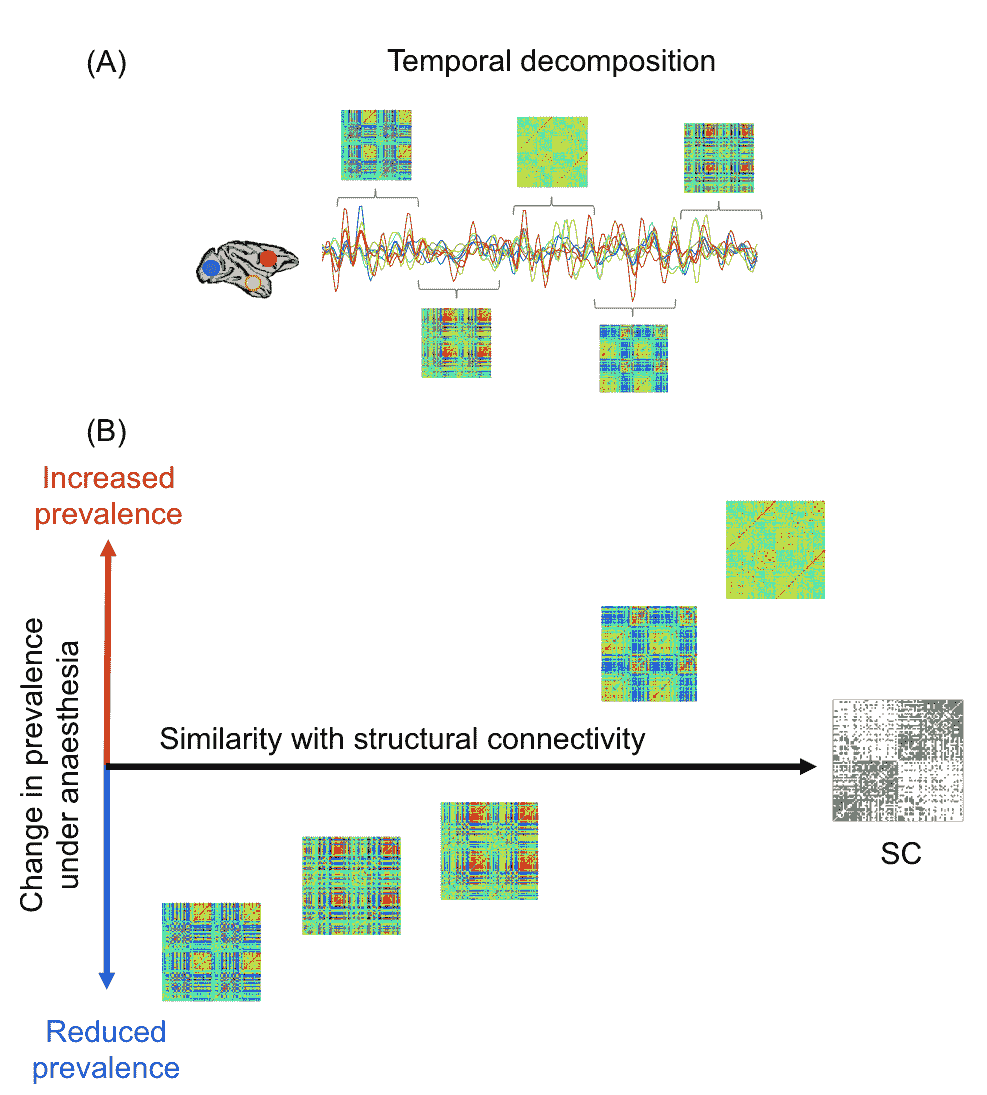 (A)
Temporal decomposition
(B)
Increased
prevalence
Change in prevalence
under anaesthesia
Similarity with structural connectivity
SC
Reduced
prevalence